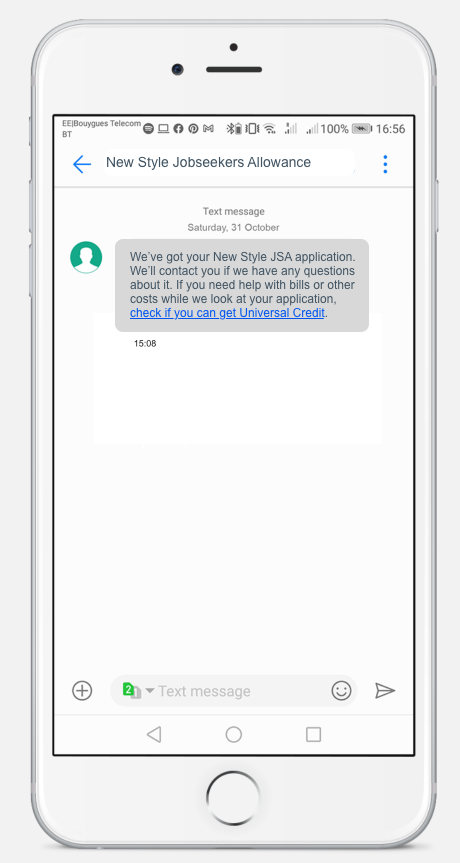 EE|Bouygues Telecom
BT
100%
16:56
New Style Jobseekers Allowance
Text message
Saturday, 31 October
We've got your New Style JSA application.
We'll contact you if we have any questions
about it. If you need help with bills or other
costs while we look at your application,
check if you can get Universal Credit.
15:08
2 1 Text message